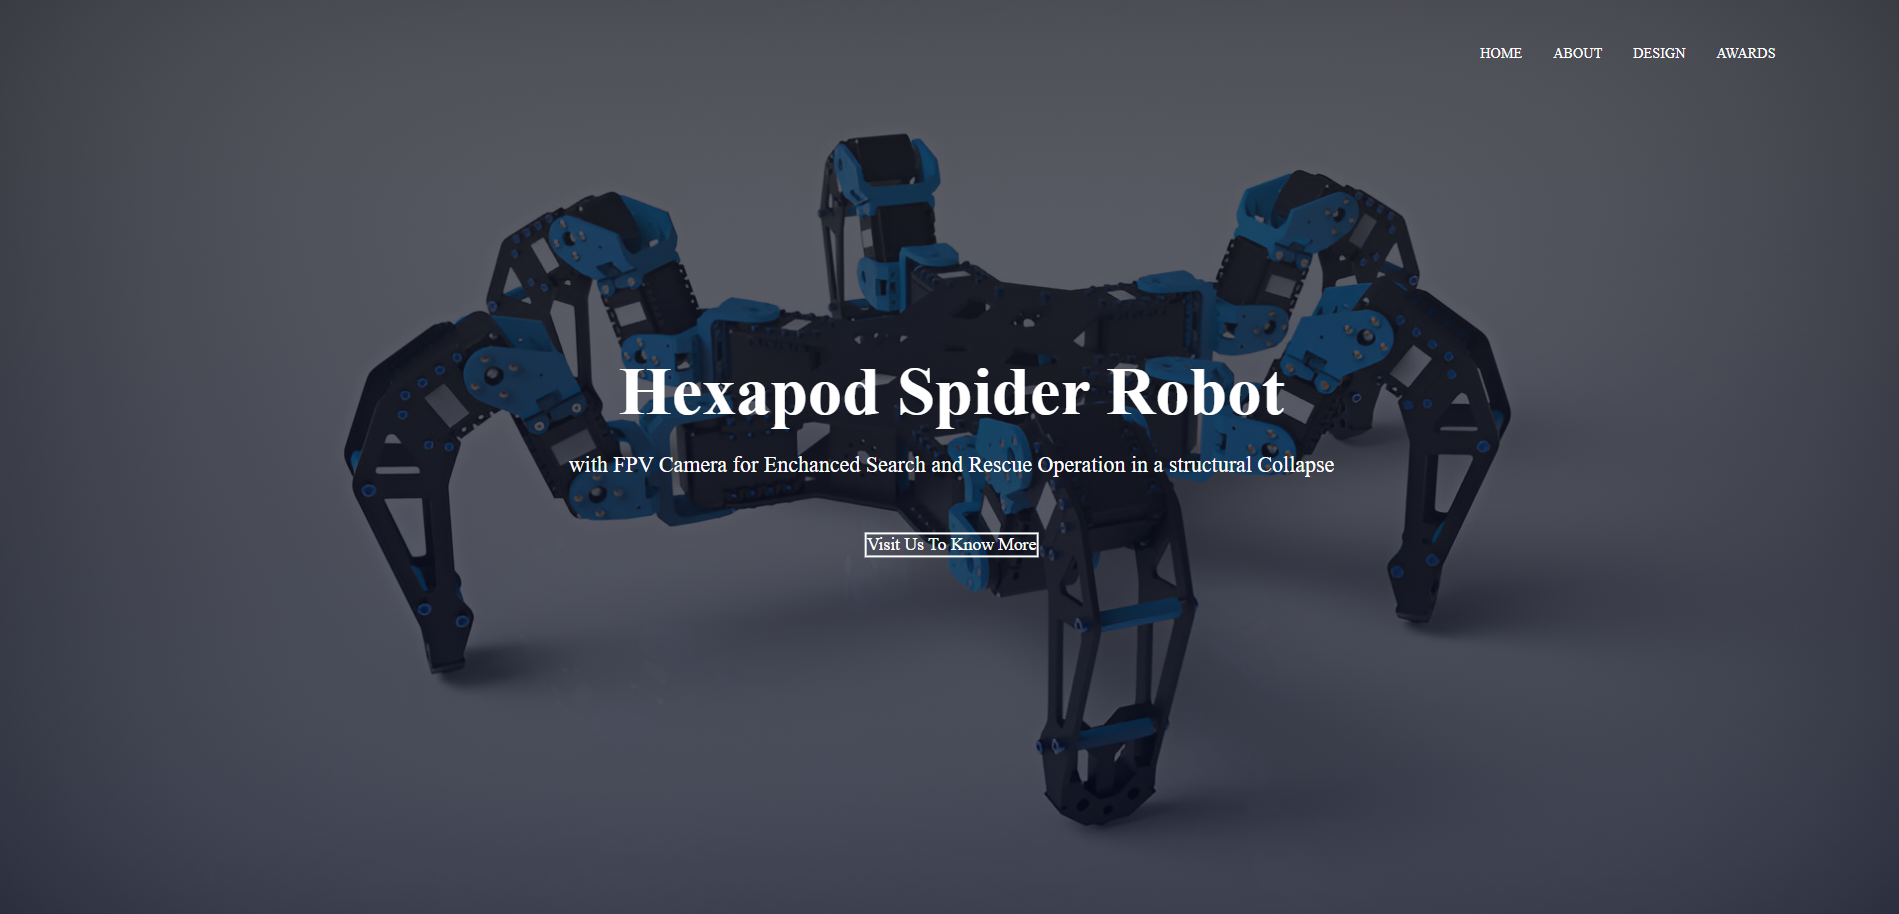 HOME ABOUT DESIGN AWARDS
Hexapod Spider Robot
with FPV Camera for Enchanced Search and Rescue Operation in a structural Collapse
Visit Us To Know More